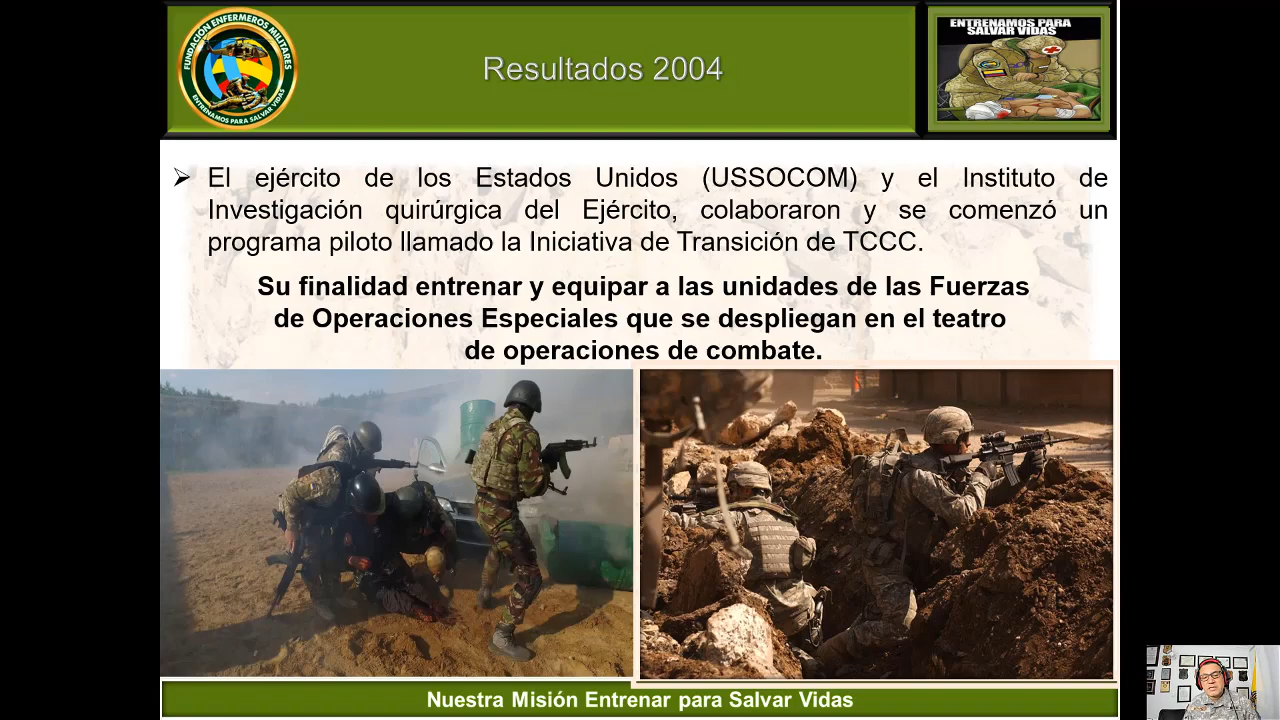 FUNDACIÓN ENFERMEROS MILITARES
ENTRENAMOS PARA SALVAR VIDAS
Resultados 2004
ENTRENAMOS PARA
SALVAR VIDAS
El ejército de los Estados Unidos (USSOCOM) y el Instituto de
Investigación quirúrgica del Ejército, colaboraron y se comenzó un
programa piloto llamado la Iniciativa de Transición de TCCC.
Su finalidad entrenar y equipar a las unidades de las Fuerzas
de Operaciones Especiales que se despliegan en el teatro
de operaciones de combate.
Nuestra Misión Entrenar para Salvar Vidas